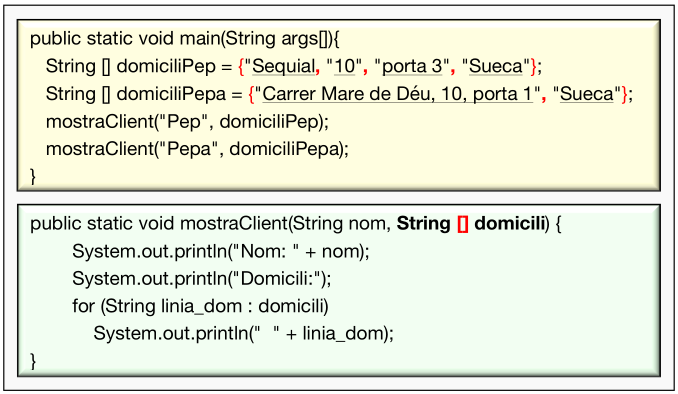 public static void main(String args[]){
String [] domiciliPep = {"Sequial, "10", "porta 3", "Sueca"};
String [] domiciliPepa = {"Carrer Mare de Déu, 10, porta 1", "Sueca"};
mostraClient("Pep", domiciliPep);
mostraClient("Pepa", domiciliPepa);
}
public static void mostraClient(String nom, String [] domicili) {
System.out.println("Nom: " + nom);
System.out.println("Domicili:");
for (String linia_dom : domicili)
System.out.println("  " + linia_dom);
}